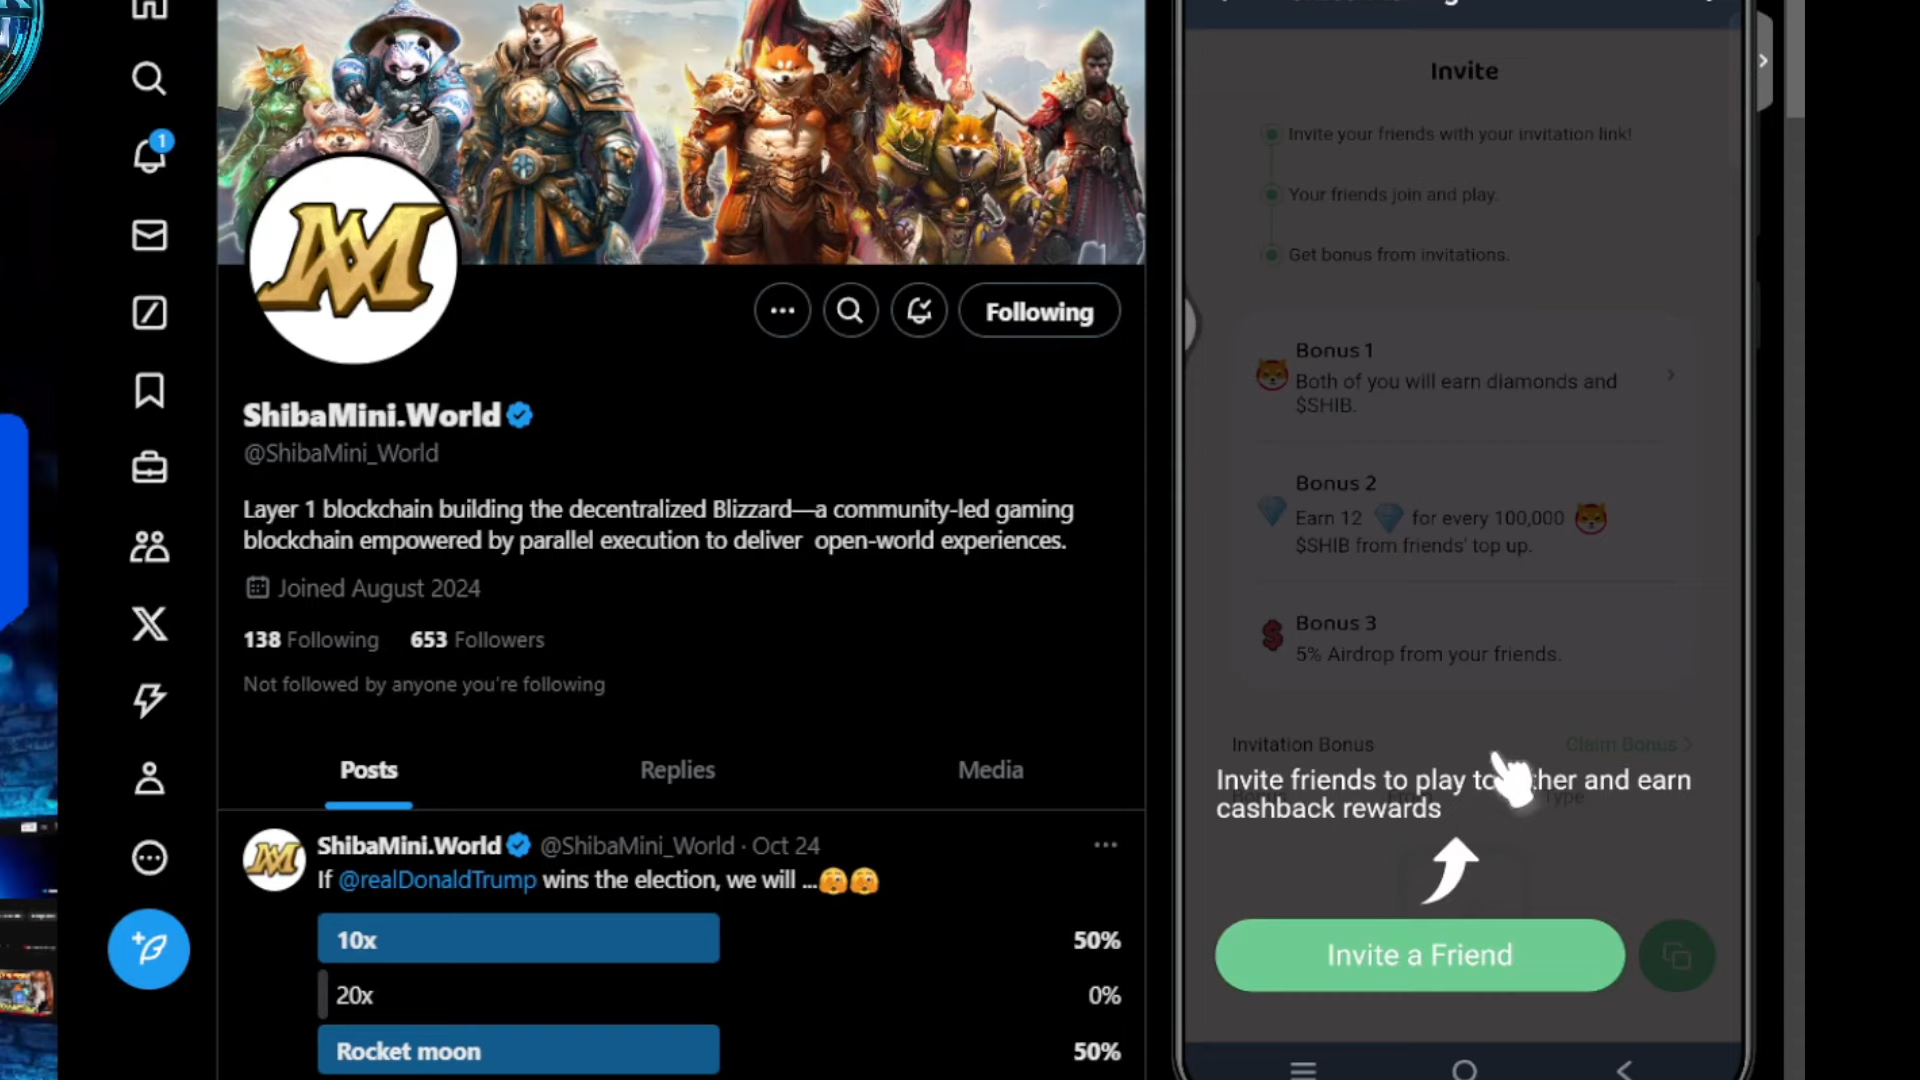 1
Following
ShibaMini.World
@ShibaMini_World
Layer 1 blockchain building the decentralized Blizzard—a community-led gaming
blockchain empowered by parallel execution to deliver open-world experiences.
Joined August 2024
138 Following 653 Followers
Not followed by anyone you're following
Posts Replies Media
ShibaMini.World @ShibaMini_World · Oct 24
If @realDonaldTrump wins the election, we will ...
10x 50%
20x 0%
Rocket moon 50%
Invite
Invite your friends with your invitation link!
Your friends join and play.
Get bonus from invitations.
Bonus 1
Both of you will earn diamonds and
$SHIB.
Bonus 2
Earn 12 for every 100,000
$SHIB from friends' top up.
Bonus 3
5% Airdrop from your friends.
Invitation Bonus Claim Bonus
Invite friends to play and earn
cashback rewards
Type
Invite a Friend